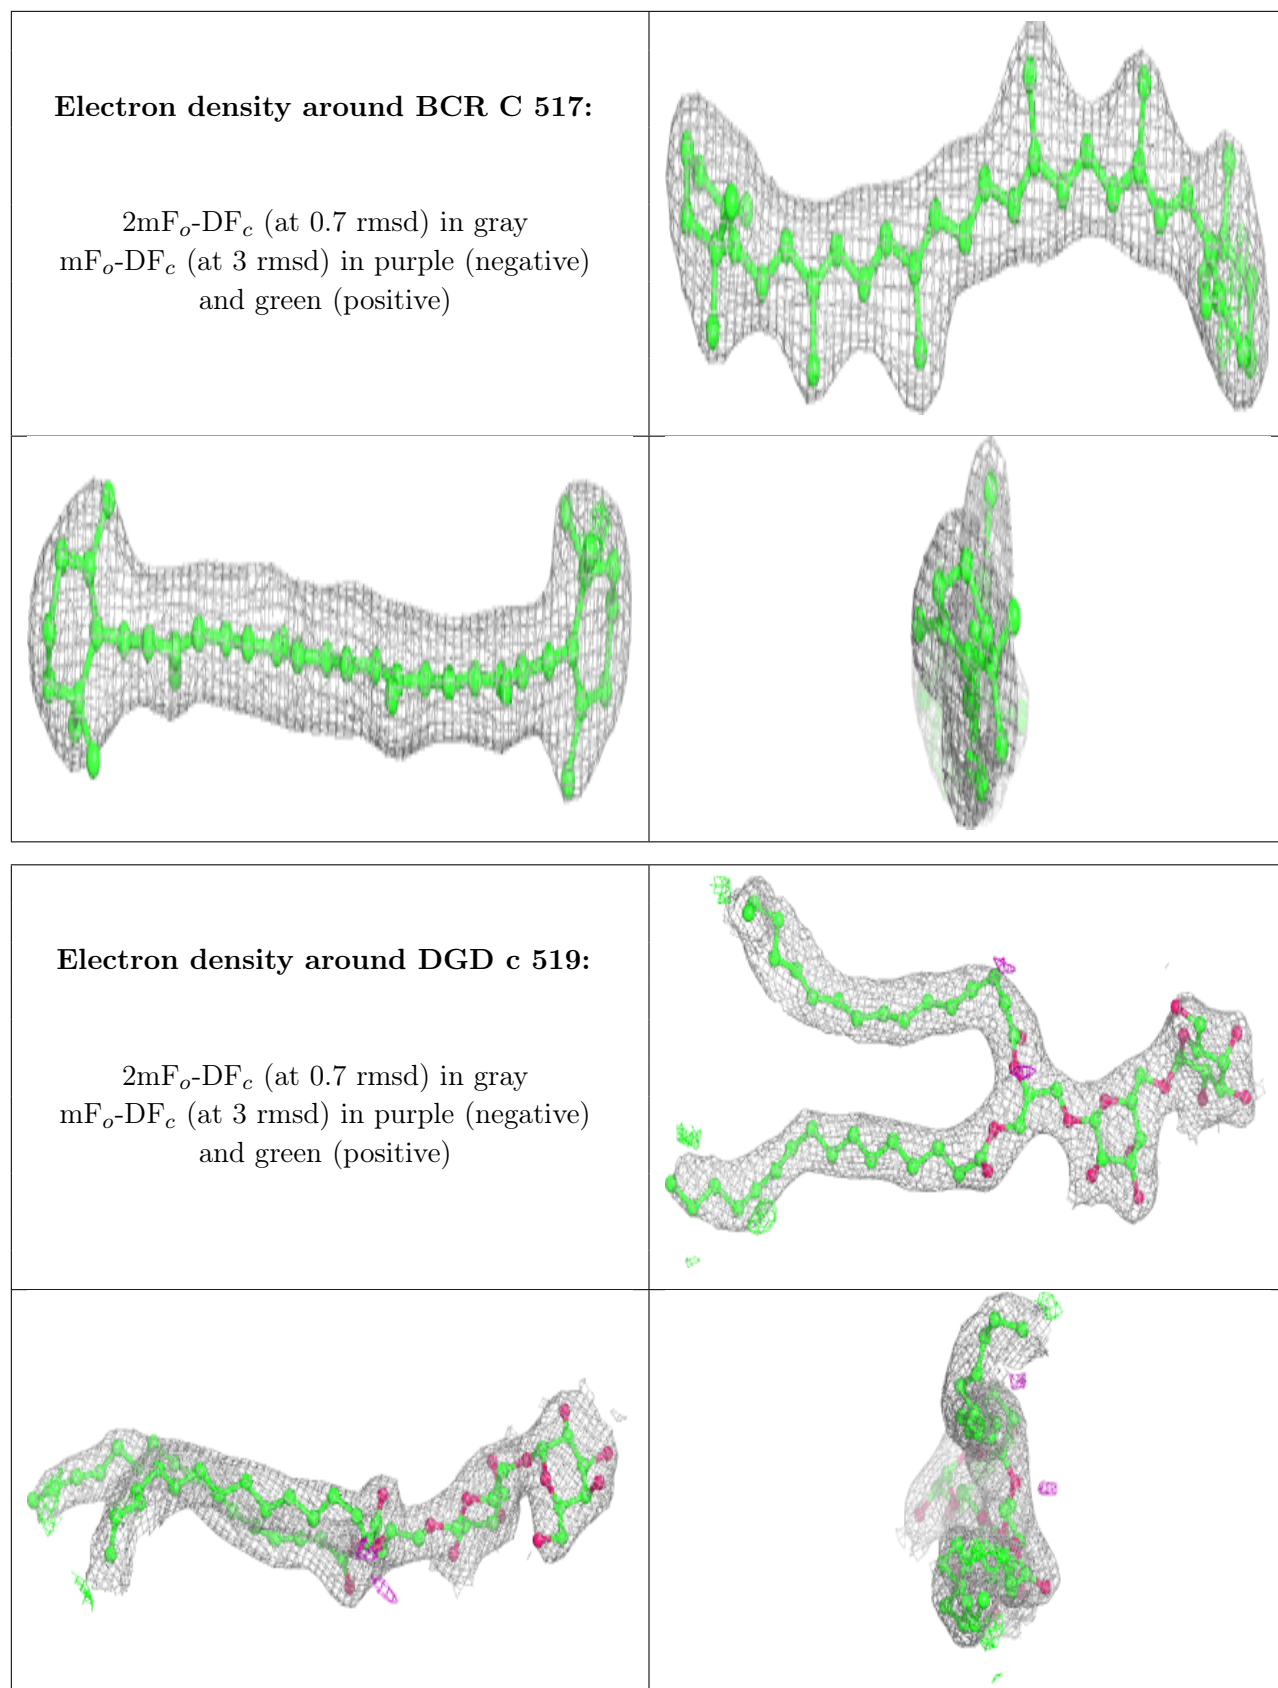 Electron density around BCR C 517:
2mFo-DFc (at 0.7 rmsd) in gray
mFo-DFc (at 3 rmsd) in purple (negative)
and green (positive)
Electron density around DGD c 519:
2mFo-DFc (at 0.7 rmsd) in gray
mFo-DFc (at 3 rmsd) in purple (negative)
and green (positive)